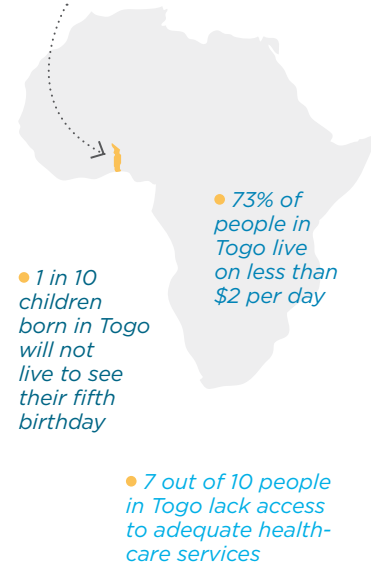 73% of
people in
Togo live
on less than
$2 per day
1 in 10
children
born in Togo
will not
live to see
their fifth
birthday
7 out of 10 people
in Togo lack access
to adequate health-
care services